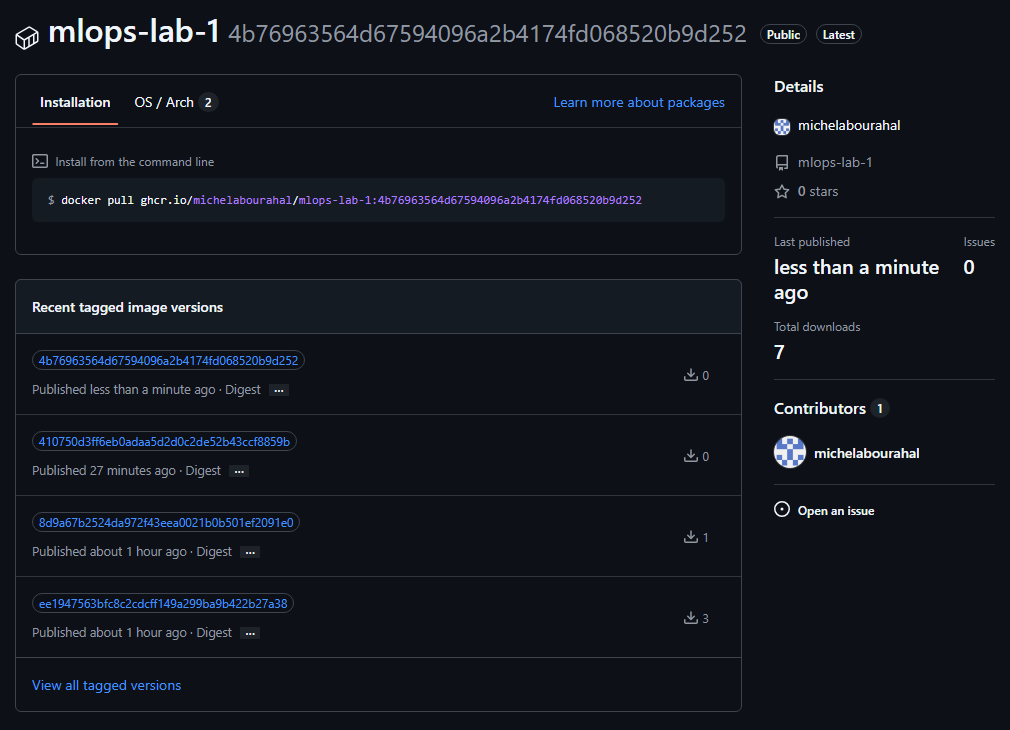 mlops-lab-1 4b76963564d67594096a2b4174fd068520b9d252 Public Latest
Installation OS / Arch 2 Learn more about packages
Install from the command line
$ docker pull ghcr.io/michelabourahal/mlops-lab-1:4b76963564d67594096a2b4174fd068520b9d252
Recent tagged image versions
4b76963564d67594096a2b4174fd068520b9d252
Published less than a minute ago · Digest ...
0
410750d3ff6eb0adaa5d2d0c2de52b43ccf8859b
Published 27 minutes ago · Digest ...
0
8d9a67b2524da972f43eea0021b0b501ef2091e0
Published about 1 hour ago · Digest ...
1
ee1947563bfc8c2cdcff149a299ba9b422b27a38
Published about 1 hour ago · Digest ...
3
View all tagged versions
Details
michelabourahal
mlops-lab-1
0 stars
Last published
less than a minute ago
Issues
0
Total downloads
7
Contributors 1
michelabourahal
Open an issue